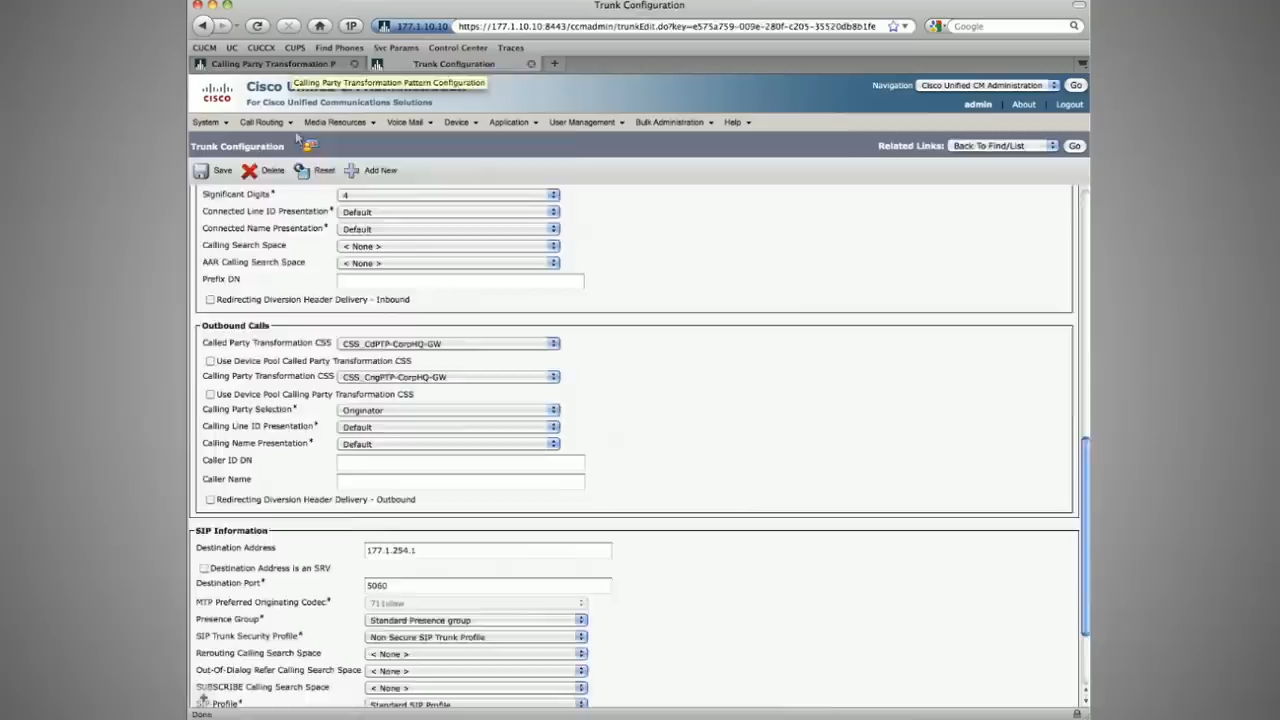 Trunk Configuration
1P
177.1.10.10
https://177.1.10.10:8443/ccmadmin/trunkEdit.do?key=e575a759-009e-280f-c205-35520db8b1fe
Google
CUCM UC CUCCX CUPS Find Phones Svc Params Control Center Traces
Calling Party Transformation P
Trunk Configuration
Calling Party Transformation Pattern Configuration
CISCO
Cisco
For Cisco Unified Communications Solutions
Navigation Cisco Unified CM Administration Go
admin About Logout
System Call Routing Media Resources Voice Mail Device Application User Management Bulk Administration Help
Trunk Configuration
Related Links: Back To Find/List Go
Save Delete Reset Add New
Significant Digits* 4
Connected Line ID Presentation* Default
Connected Name Presentation* Default
Calling Search Space < None >
AAR Calling Search Space < None >
Prefix DN
Redirecting Diversion Header Delivery - Inbound
Outbound Calls
Called Party Transformation CSS CSS_CdPTP-CorpHQ-GW
Use Device Pool Called Party Transformation CSS
Calling Party Transformation CSS CSS_CngPTP-CorpHQ-GW
Use Device Pool Calling Party Transformation CSS
Calling Party Selection* Originator
Calling Line ID Presentation* Default
Calling Name Presentation* Default
Caller ID DN
Caller Name
Redirecting Diversion Header Delivery - Outbound
SIP Information
Destination Address 177.1.254.1
Destination Address is an SRV
Destination Port* 5060
MTP Preferred Originating Codec* 711ulaw
Presence Group* Standard Presence group
SIP Trunk Security Profile* Non Secure SIP Trunk Profile
Rerouting Calling Search Space < None >
Out-Of-Dialog Refer Calling Search Space < None >
SUBSCRIBE Calling Search Space < None >
SIP Profile* Standard SIP Profile
Done